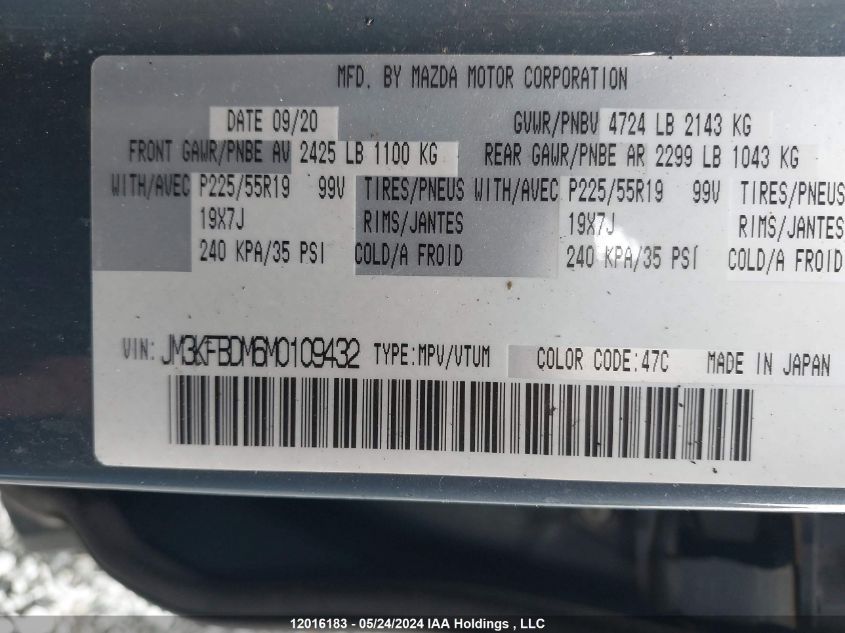 MFD. BY MAZDA MOTOR CORPORATION
DATE 09/20 GVWR/PNBV 4724 LB 2143 KG
FRONT GAWR/PNBE AV 2425 LB 1100 KG REAR GAWR/PNBE AR 2299 LB 1043 KG
WITH/AVEC P225/55R19 99V TIRES/PNEUS WITH/AVEC P225/55R19 99V TIRES/PNEUS
19X7J RIMS/JANTES 19X7J RIMS/JANTES
240 KPA/35 PSI COLD/A FROID 240 KPA/35 PSI COLD/A FROID
VIN: JM3KFBDM6M0109432 TYPE:MPV/VTUM COLOR CODE:47C MADE IN JAPAN
12016183 - 05/24/2024 IAA Holdings , LLC